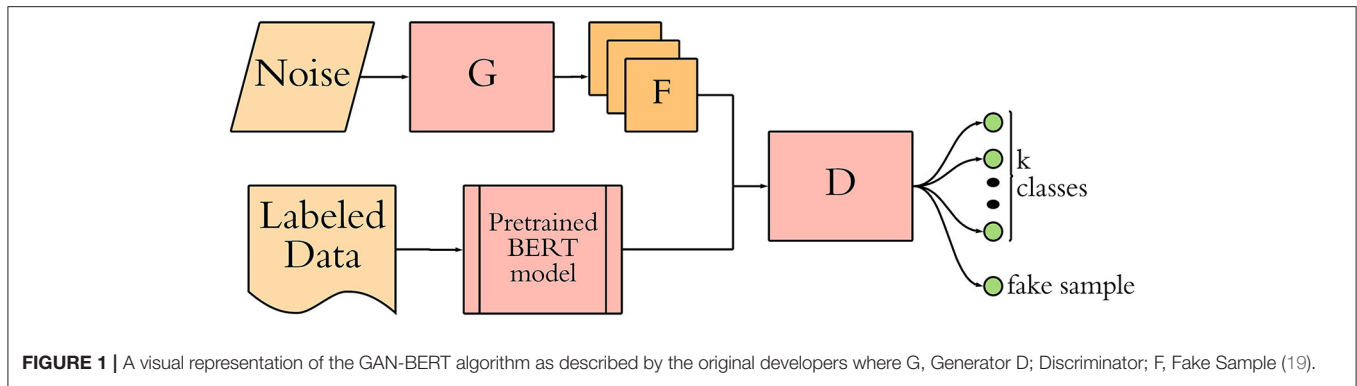 Noise
G
F
Labeled
Data
Pretrained
BERT
model
D
k
classes
fake sample
FIGURE 1 | A visual representation of the GAN-BERT algorithm as described by the original developers where G, Generator D; Discriminator; F, Fake Sample (19).